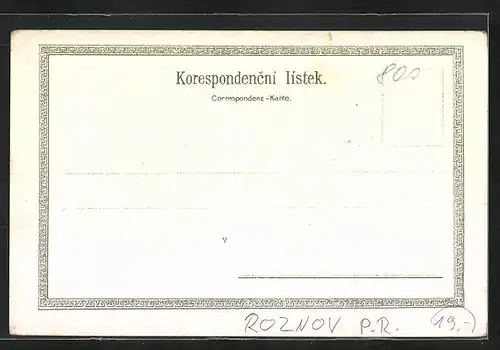 Korespondenční lístek.
Correspondenz-Karte.
800
v
ROZNOV P.R.
19,-